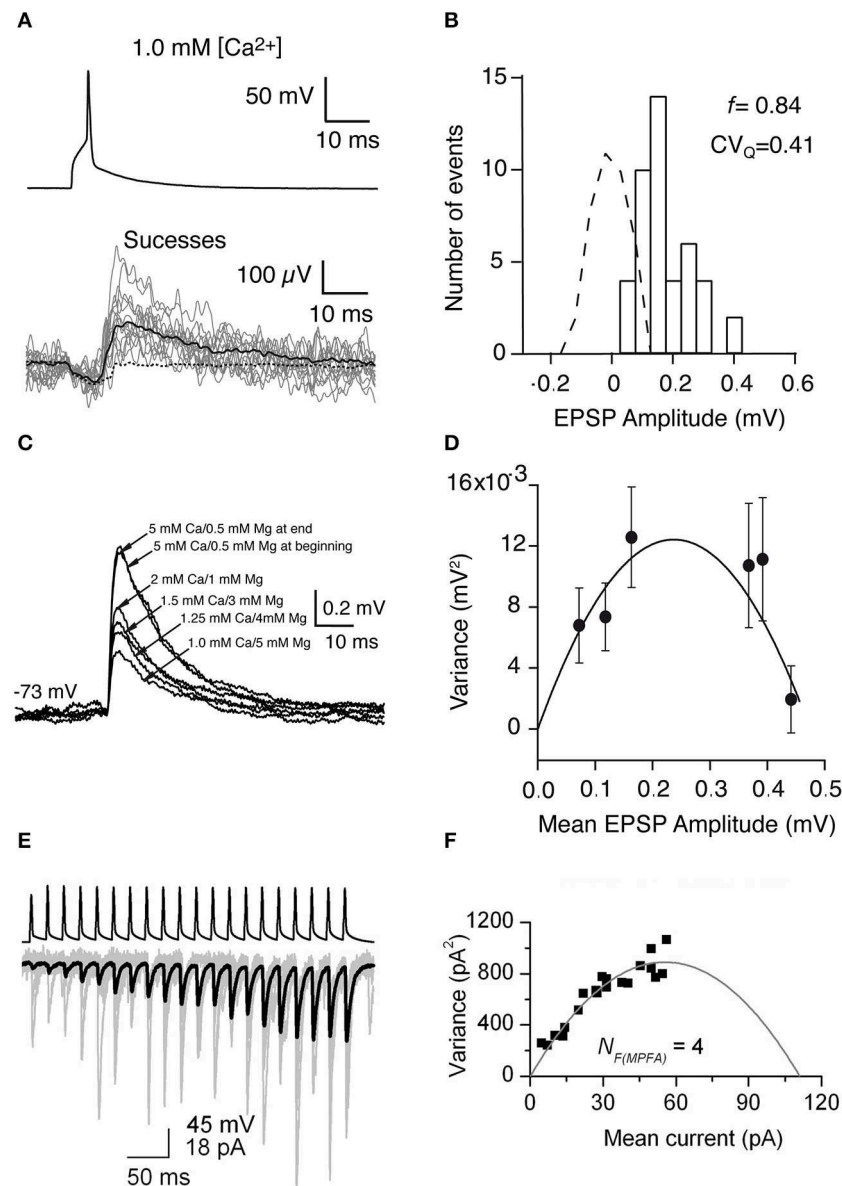 A
1.0 mM [Ca2+]
50 mV
10 ms
Sucesses
100 µV
10 ms
B
Number of events
15
10
5
0
-0.2
0
0.2
0.4
0.6
EPSP Amplitude (mV)
f= 0.84
CVQ=0.41
C
5 mM Ca/0.5 mM Mg at end
5 mM Ca/0.5 mM Mg at beginning
2 mM Ca/1 mM Mg
1.5 mM Ca/3 mM Mg
1.25 mM Ca/4mM Mg
1.0 mM Ca/5 mM Mg
0.2 mV
10 ms
-73 mV
D
16x10-3
12
8
4
0
Variance (mV2)
0.0
0.1
0.2
0.3
0.4
0.5
Mean EPSP Amplitude (mV)
E
45 mV
18 pA
50 ms
F
Variance (pA2)
1200
800
400
0
NF(MPFA) = 4
0
30
60
90
120
Mean current (pA)